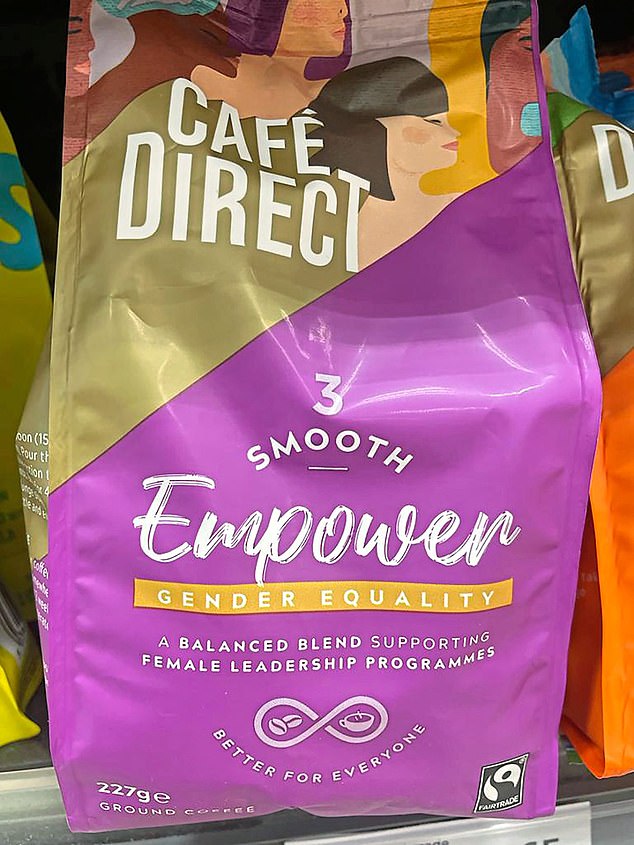 CAFÉ
DIRECT
D
S
3
SMOOTH
Empower
GENDER EQUALITY
A BALANCED BLEND SUPPORTING
FEMALE LEADERSHIP PROGRAMMES
BETTER FOR EVERYONE
227g℮
GROUND COFFEE
FAIRTRADE